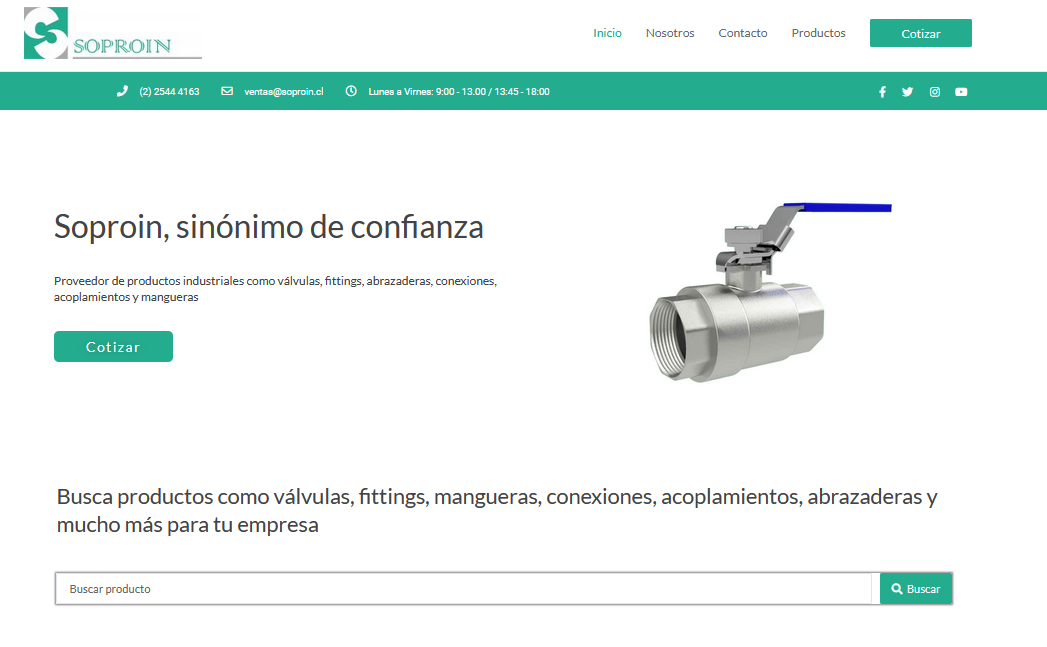 SOPROIN
Inicio Nosotros Contacto Productos Cotizar
(2) 2544 4163 ventas@soproin.cl Lunes a Virnes: 9:00 - 13.00 / 13:45 - 18:00
Soproin, sinónimo de confianza
Proveedor de productos industriales como válvulas, fittings, abrazaderas, conexiones,
acoplamientos y mangueras
Cotizar
Busca productos como válvulas, fittings, mangueras, conexiones, acoplamientos, abrazaderas y
mucho más para tu empresa
Buscar producto Buscar